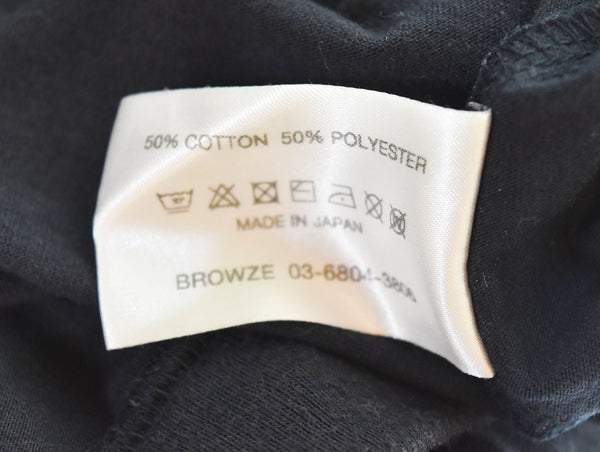 50% COTTON 50% POLYESTER
MADE IN JAPAN
BROWZE 03-6804-3806